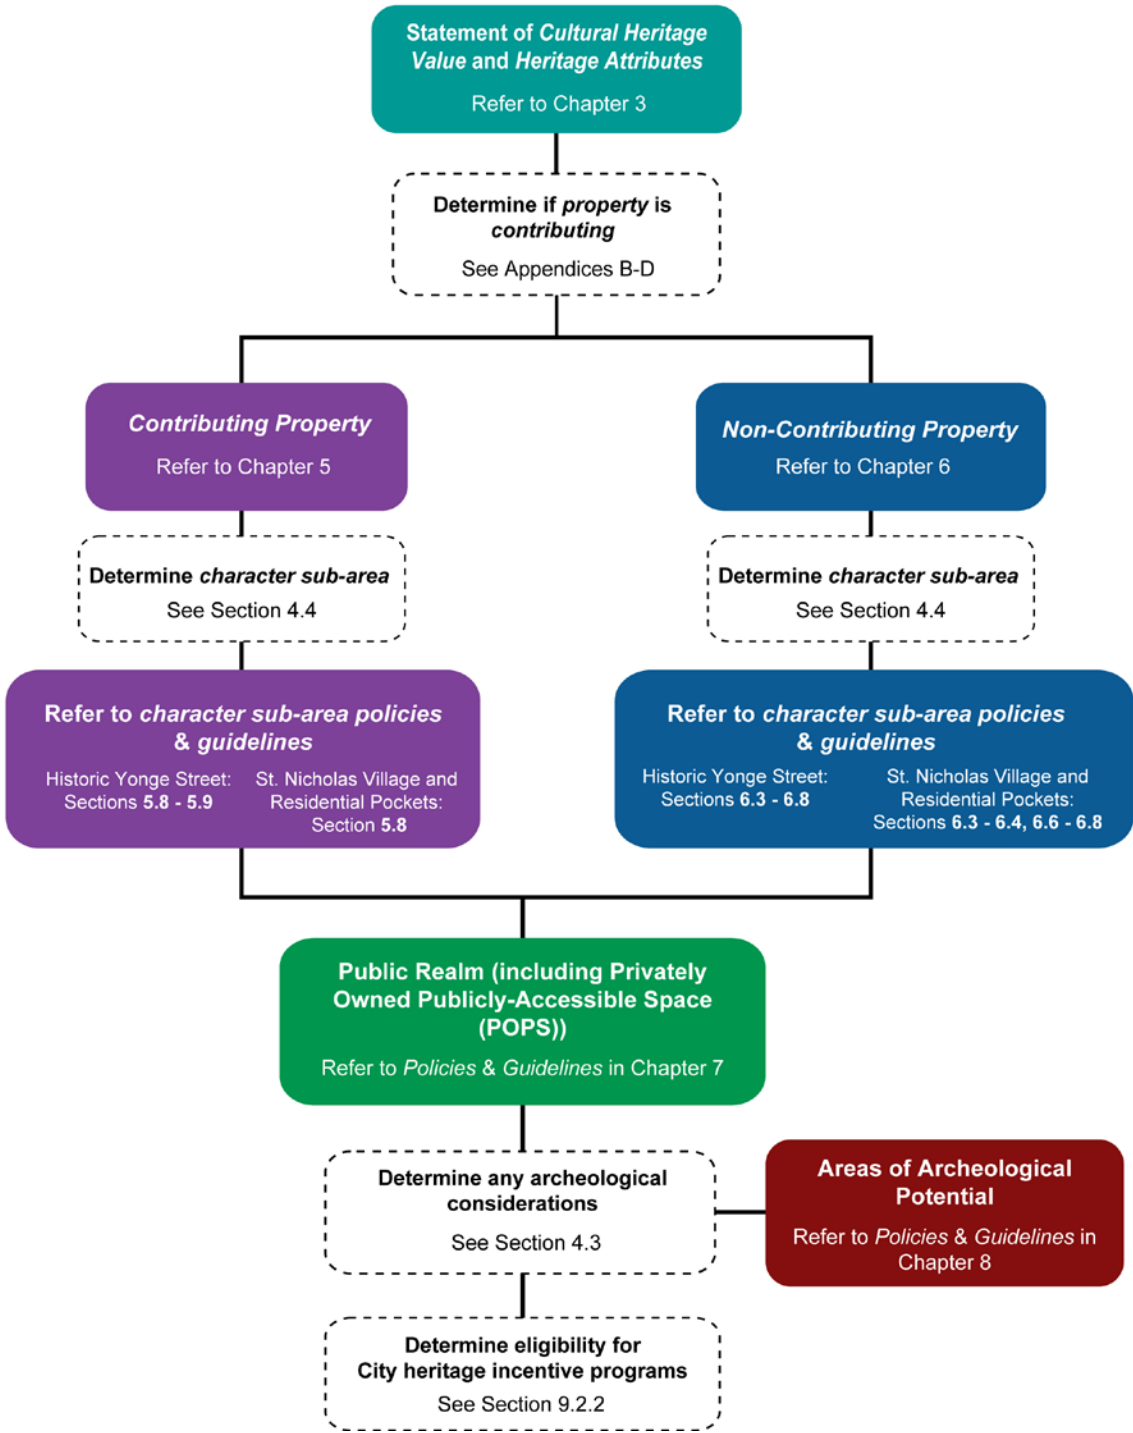 Statement of Cultural Heritage
Value and Heritage Attributes
Refer to Chapter 3
Determine if property is
contributing
See Appendices B-D
Contributing Property
Refer to Chapter 5
Non-Contributing Property
Refer to Chapter 6
Determine character sub-area
See Section 4.4
Determine character sub-area
See Section 4.4
Refer to character sub-area policies
& guidelines
Historic Yonge Street:
Sections 5.8 - 5.9
St. Nicholas Village and
Residential Pockets:
Section 5.8
Refer to character sub-area policies
& guidelines
Historic Yonge Street:
Sections 6.3 - 6.8
St. Nicholas Village and
Residential Pockets:
Sections 6.3 - 6.4, 6.6 - 6.8
Public Realm (including Privately
Owned Publicly-Accessible Space
(POPS))
Refer to Policies & Guidelines in Chapter 7
Determine any archeological
considerations
See Section 4.3
Areas of Archeological
Potential
Refer to Policies & Guidelines in
Chapter 8
Determine eligibility for
City heritage incentive programs
See Section 9.2.2